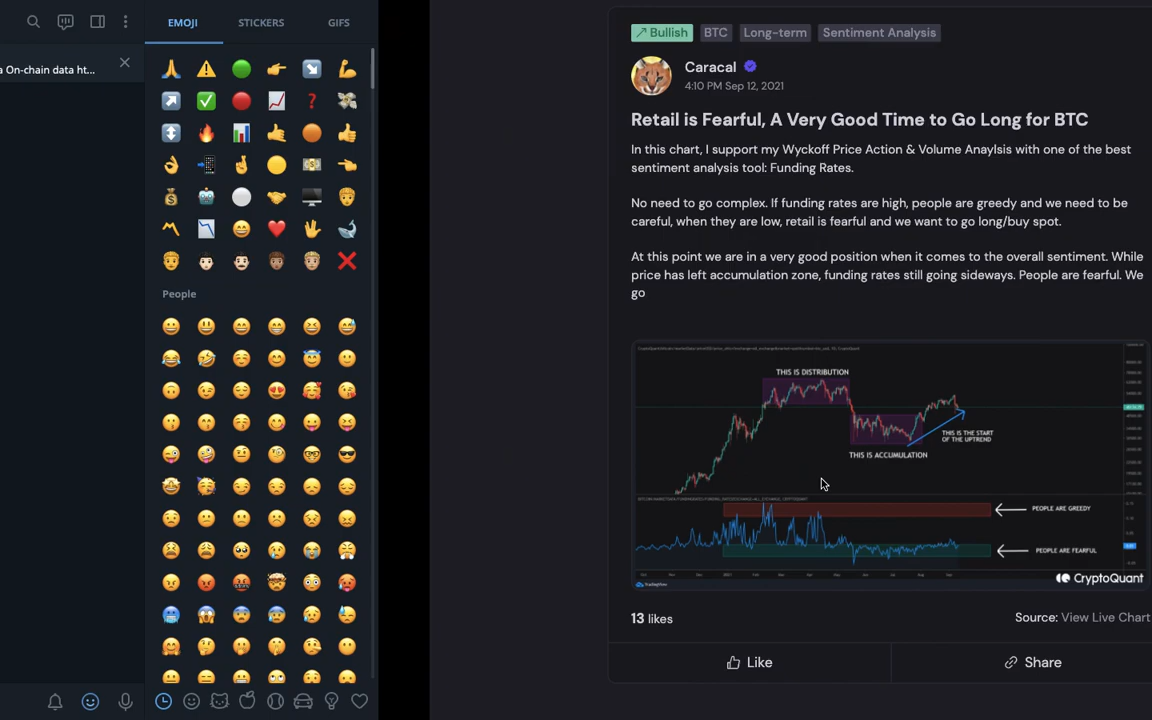 EMOJI STICKERS GIFS
a On-chain data ht...
People
Bullish BTC Long-term Sentiment Analysis
Caracal
4:10 PM Sep 12, 2021
Retail is Fearful, A Very Good Time to Go Long for BTC
In this chart, I support my Wyckoff Price Action & Volume Anaylsis with one of the best
sentiment analysis tool: Funding Rates.
No need to go complex. If funding rates are high, people are greedy and we need to be
careful, when they are low, retail is fearful and we want to go long/buy spot.
At this point we are in a very good position when it comes to the overall sentiment. While
price has left accumulation zone, funding rates still going sideways. People are fearful. We
go
THIS IS DISTRIBUTION
THIS IS THE START
OF THE UPTREND
THIS IS ACCUMULATION
PEOPLE ARE GREEDY
PEOPLE ARE FEARFUL
CryptoQuant
TradingView
13 likes
Source: View Live Chart
Like Share